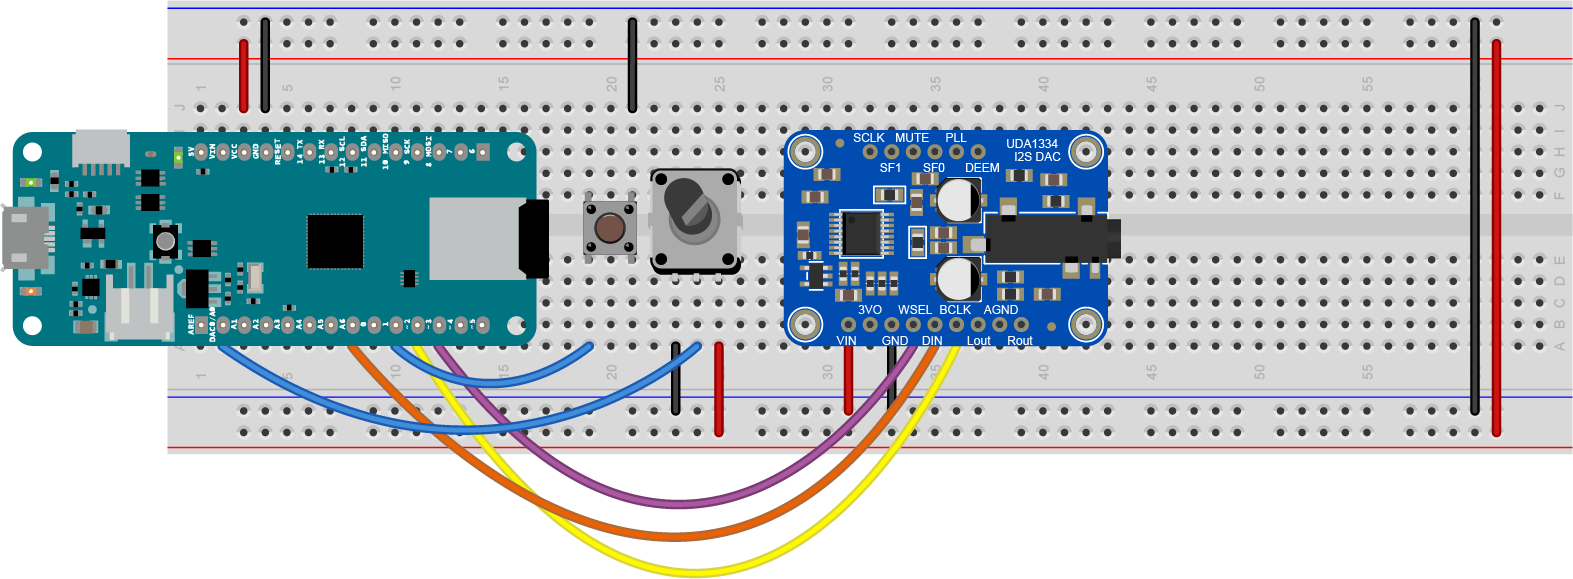 1 5 10 15 20 25 30 35 40 45 50 55
J J
I
H
G
F
5V VIN VCC GND RESET 14 TX 13 RX 12 SCL 11 SDA 10 MISO 9 SCK 8 MOSI 7 6
SCLK MUTE PLL
SF1 SF0 DEEM
UDA1334
I2S DAC
E
D
C
B
A A
AREF DAC0/A0 A1 A2 A3 A4 A5 A6 0 1 ~2 ~3 ~4 ~5
3VO WSEL BCLK AGND
VIN GND DIN Lout Rout
1 5 15 20 30 35 40 45 50 55